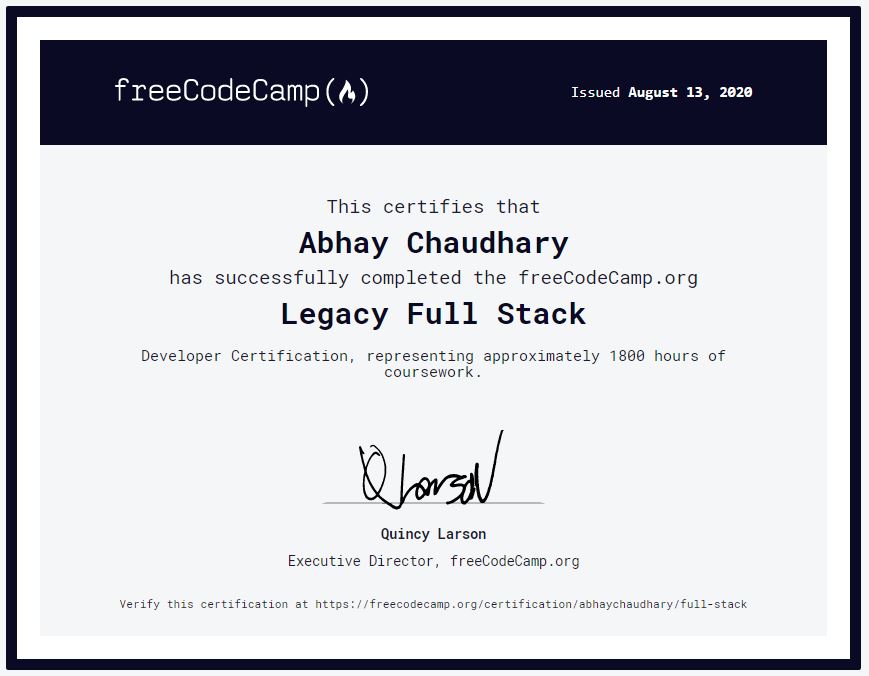 freeCodeCamp(🔥)
Issued August 13, 2020
This certifies that
Abhay Chaudhary
has successfully completed the freeCodeCamp.org
Legacy Full Stack
Developer Certification, representing approximately 1800 hours of
coursework.
QLarson
Quincy Larson
Executive Director, freeCodeCamp.org
Verify this certification at https://freecodecamp.org/certification/abhaychaudhary/full-stack